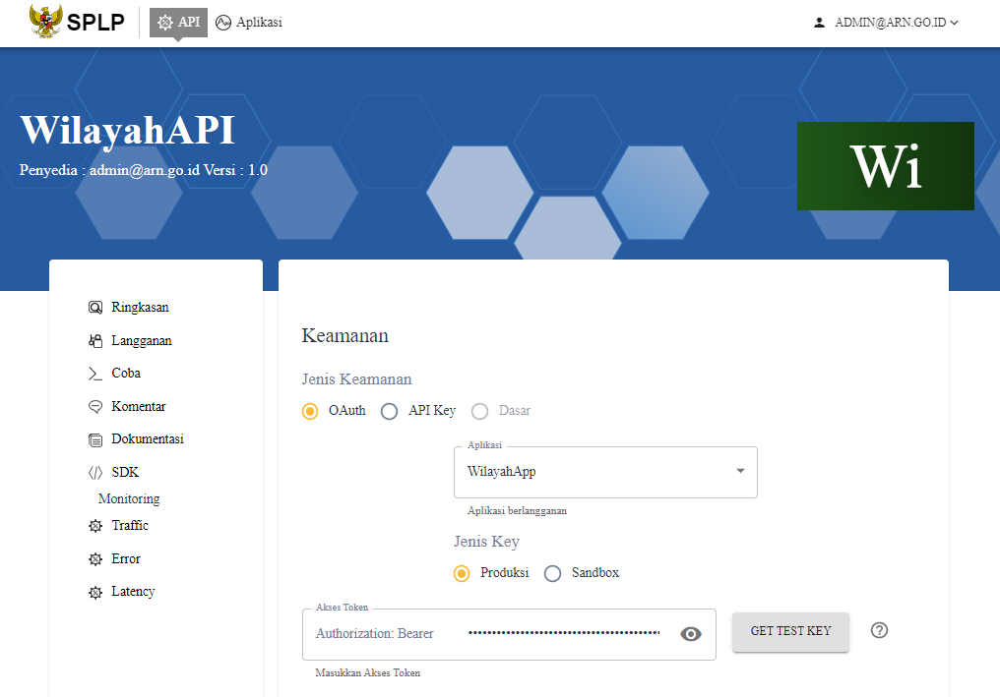 SPLP
API
Aplikasi
ADMIN@ARN.GO.ID
WilayahAPI
Penyedia : admin@arn.go.id Versi : 1.0
Wi
Ringkasan
Langganan
Coba
Komentar
Dokumentasi
SDK
Monitoring
Traffic
Error
Latency
Keamanan
Jenis Keamanan
OAuth
API Key
Dasar
Aplikasi
WilayahApp
Aplikasi berlangganan
Jenis Key
Produksi
Sandbox
Akses Token
Authorization: Bearer
GET TEST KEY
Masukkan Akses Token